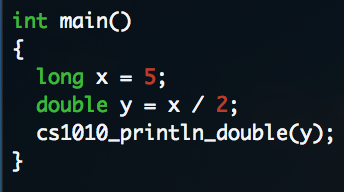 int main()
{
  long x = 5;
  double y = x / 2;
  cs1010_println_double(y);
}